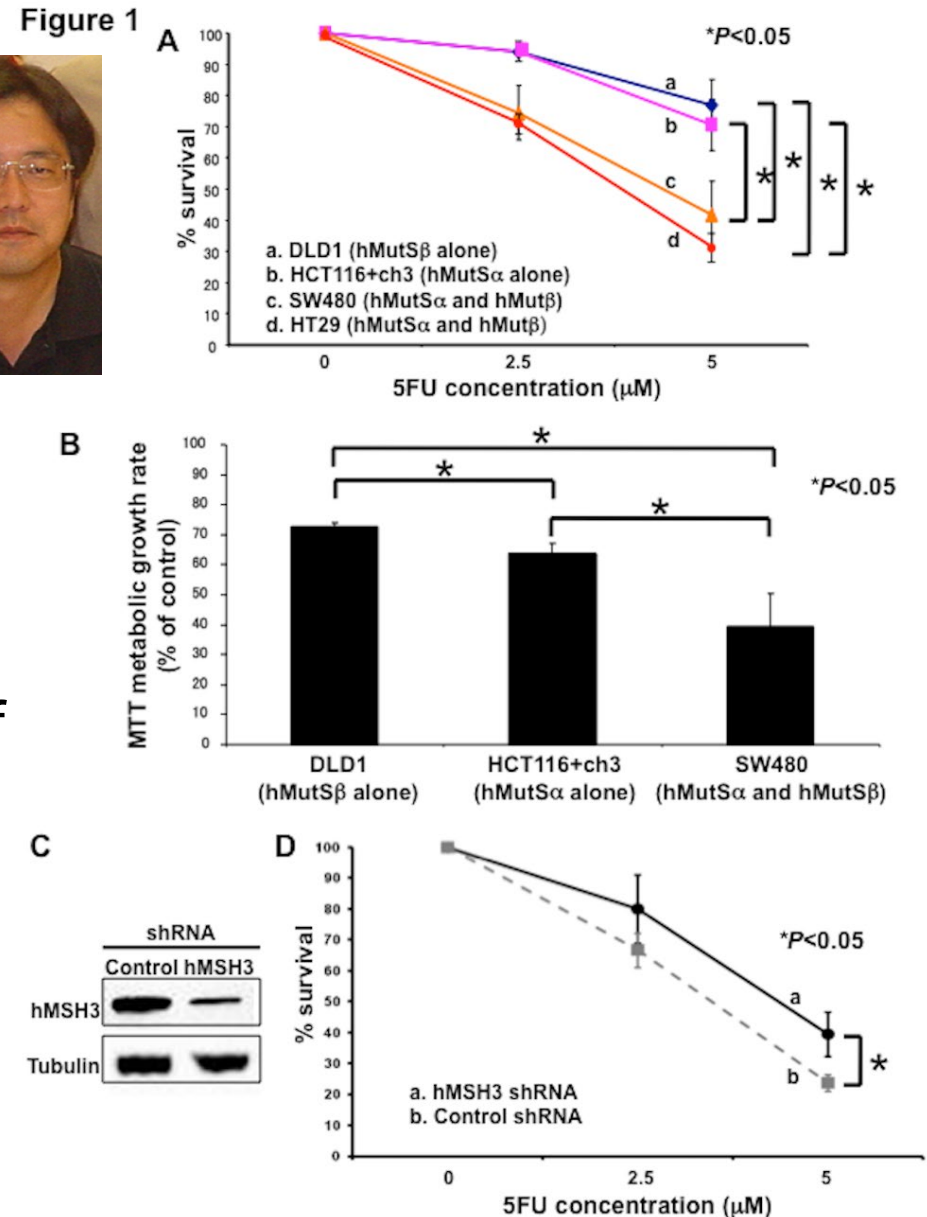 Figure 1
A
*P<0.05
100
90
80
70
60
50
40
30
20
10
0
% survival
a
b
c
d
* * * *
a. DLD1 (hMutSβ alone)
b. HCT116+ch3 (hMutSα alone)
c. SW480 (hMutSα and hMutβ)
d. HT29 (hMutSα and hMutβ)
0 2.5 5
5FU concentration (μM)
B
*P<0.05
100
90
80
70
60
50
40
30
20
10
0
MTT metabolic growth rate
(% of control)
*
*
*
DLD1 HCT116+ch3 SW480
(hMutSβ alone) (hMutSα alone) (hMutSα and hMutSβ)
C
shRNA
Control hMSH3
hMSH3
Tubulin
D
*P<0.05
100
90
80
70
60
50
40
30
20
10
0
% survival
a
b
*
a. hMSH3 shRNA
b. Control shRNA
0 2.5 5
5FU concentration (μM)